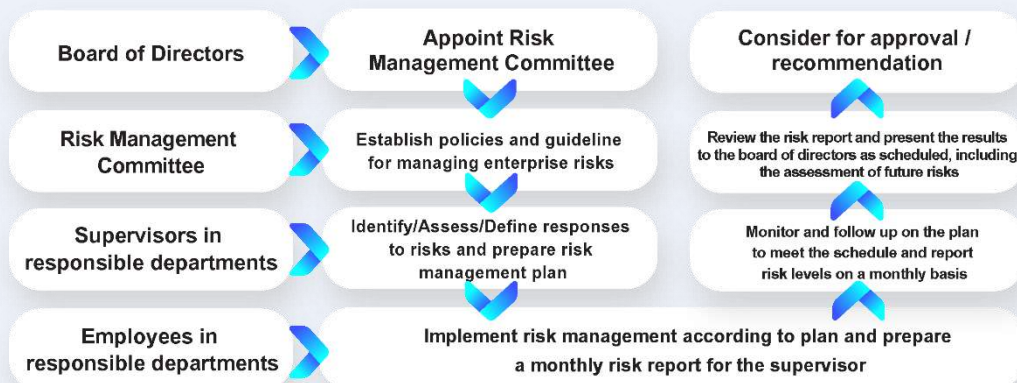 Board of Directors
Appoint Risk
Management Committee
Consider for approval /
recommendation
Risk Management
Committee
Establish policies and guideline
for managing enterprise risks
Review the risk report and present the results
to the board of directors as scheduled, including
the assessment of future risks
Supervisors in
responsible departments
Identify/Assess/Define responses
to risks and prepare risk
management plan
Monitor and follow up on the plan
to meet the schedule and report
risk levels on a monthly basis
Employees in
responsible departments
Implement risk management according to plan and prepare
a monthly risk report for the supervisor